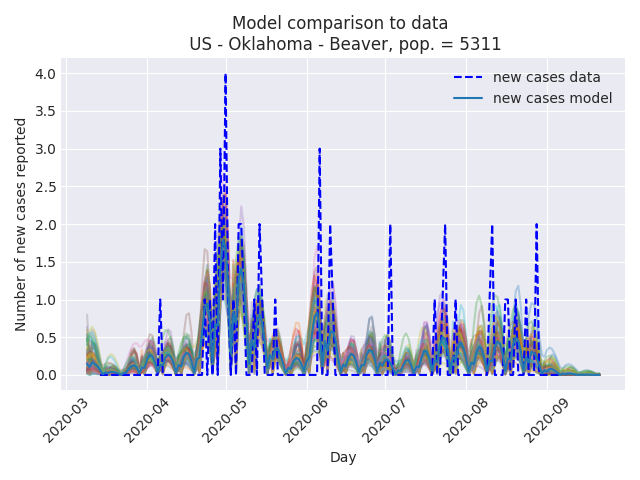 Model comparison to data
US - Oklahoma - Beaver, pop. = 5311
new cases data
new cases model
Number of new cases reported
4.0
3.5
3.0
2.5
2.0
1.5
1.0
0.5
0.0
2020-03
2020-04
2020-05
2020-06
2020-07
2020-08
2020-09
Day